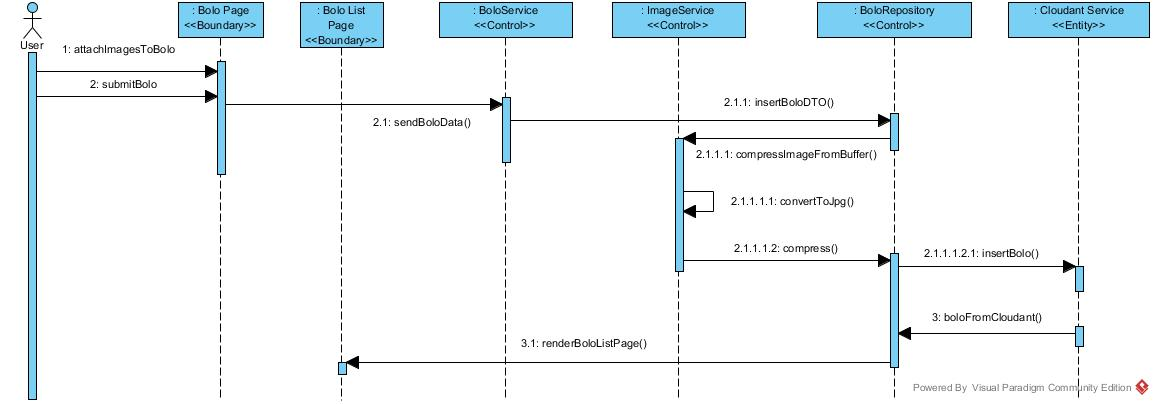 : Bolo Page
<<Boundary>>
: Bolo List
Page
<<Boundary>>
: BoloService
<<Control>>
: ImageService
<<Control>>
: BoloRepository
<<Control>>
: Cloudant Service
<<Entity>>
User
1: attachImagesToBolo
2: submitBolo
2.1: sendBoloData()
2.1.1: insertBoloDTO()
2.1.1.1: compressImageFromBuffer()
2.1.1.1.1: convertToJpg()
2.1.1.1.2: compress()
2.1.1.1.2.1: insertBolo()
3: boloFromCloudant()
3.1: renderBoloListPage()
Powered By Visual Paradigm Community Edition